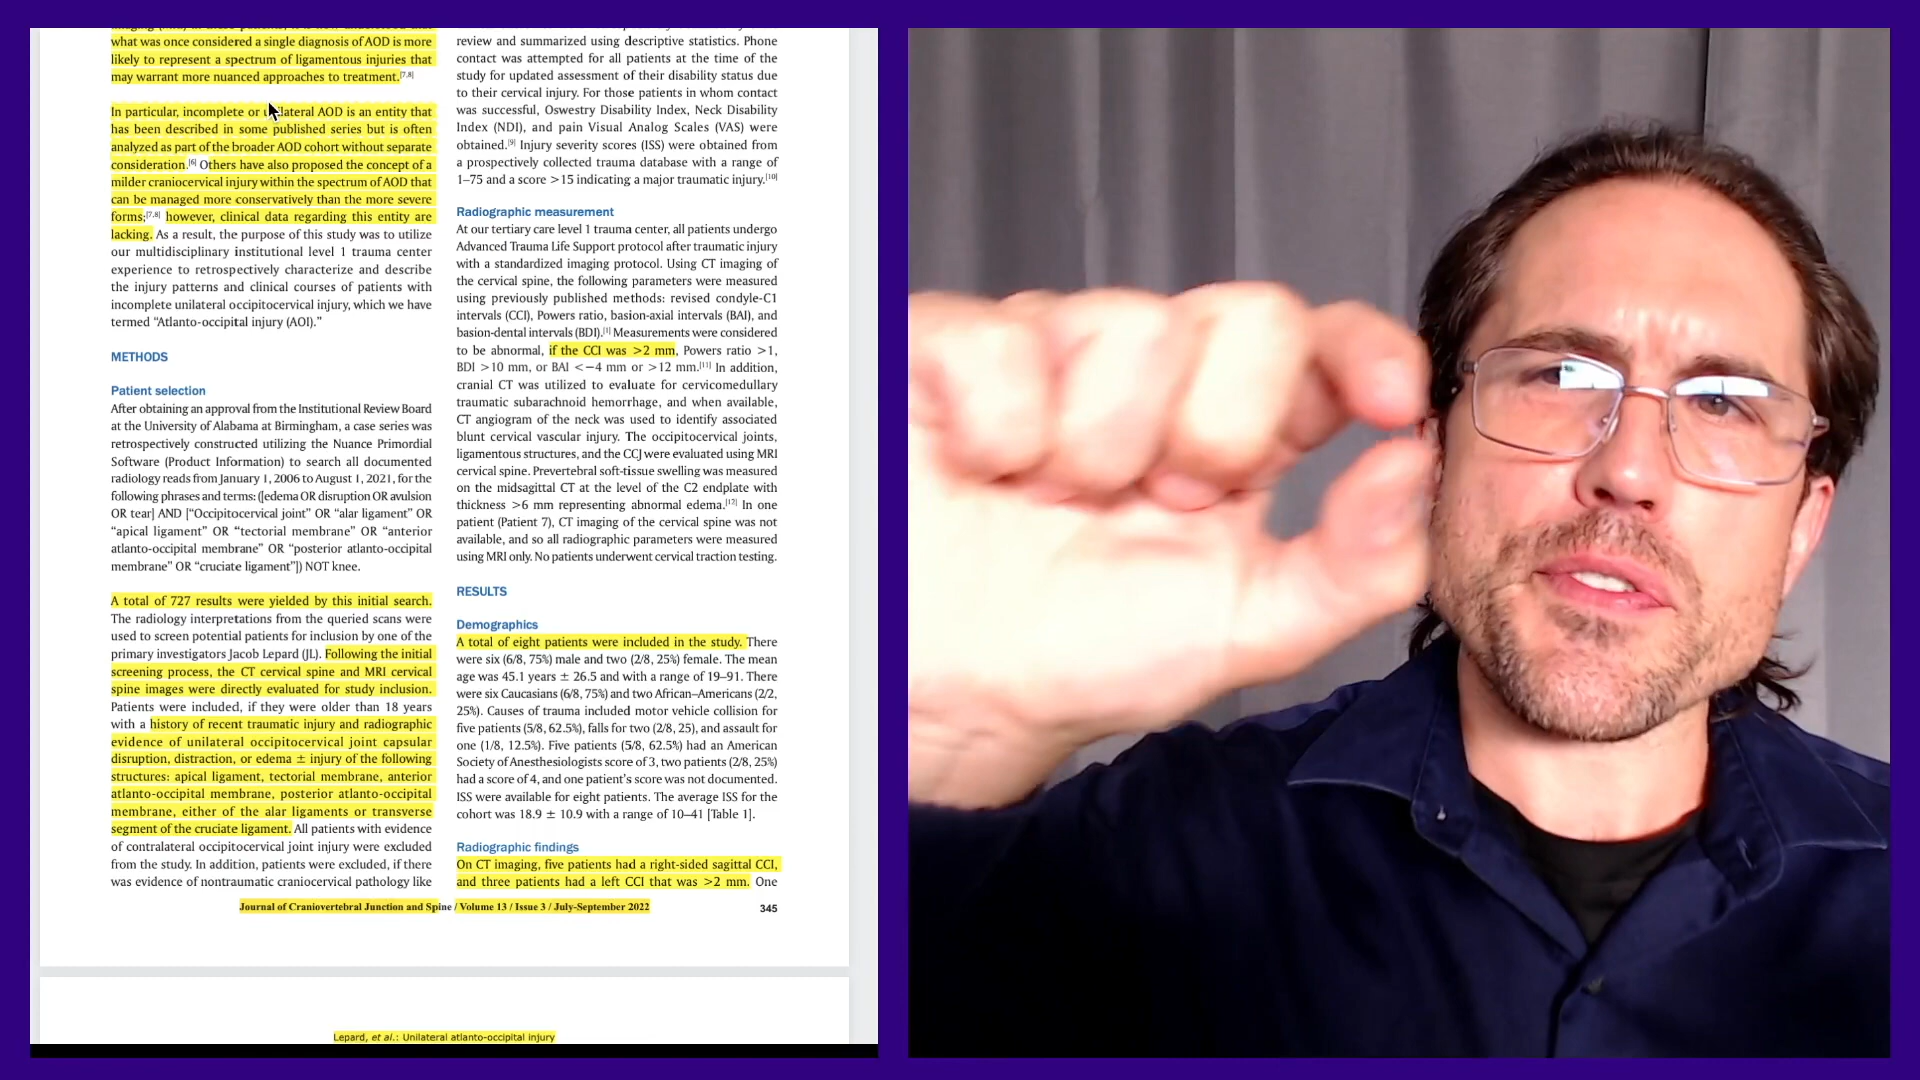 what was once considered a single diagnosis of AOD is more
likely to represent a spectrum of ligamentous injuries that
may warrant more nuanced approaches to treatment.[7,8]
In particular, incomplete or unilateral AOD is an entity that
has been described in some published series but is often
analyzed as part of the broader AOD cohort without separate
consideration.[6] Others have also proposed the concept of a
milder craniocervical injury within the spectrum of AOD that
can be managed more conservatively than the more severe
forms;[7,8] however, clinical data regarding this entity are
lacking. As a result, the purpose of this study was to utilize
our multidisciplinary institutional level 1 trauma center
experience to retrospectively characterize and describe
the injury patterns and clinical courses of patients with
incomplete unilateral occipitocervical injury, which we have
termed “Atlanto-occipital injury (AOI).”
METHODS
Patient selection
After obtaining an approval from the Institutional Review Board
at the University of Alabama at Birmingham, a case series was
retrospectively constructed utilizing the Nuance Primordial
Software (Product Information) to search all documented
radiology reads from January 1, 2006 to August 1, 2021, for the
following phrases and terms: ([edema OR disruption OR avulsion
OR tear] AND [“Occipitocervical joint” OR “alar ligament” OR
“apical ligament” OR “tectorial membrane” OR “anterior
atlanto-occipital membrane” OR “posterior atlanto-occipital
membrane” OR “cruciate ligament”]) NOT knee.
A total of 727 results were yielded by this initial search.
The radiology interpretations from the queried scans were
used to screen potential patients for inclusion by one of the
primary investigators Jacob Lepard (JL). Following the initial
screening process, the CT cervical spine and MRI cervical
spine images were directly evaluated for study inclusion.
Patients were included, if they were older than 18 years
with a history of recent traumatic injury and radiographic
evidence of unilateral occipitocervical joint capsular
disruption, distraction, or edema ± injury of the following
structures: apical ligament, tectorial membrane, anterior
atlanto-occipital membrane, posterior atlanto-occipital
membrane, either of the alar ligaments or transverse
segment of the cruciate ligament. All patients with evidence
of contralateral occipitocervical joint injury were excluded
from the study. In addition, patients were excluded, if there
was evidence of nontraumatic craniocervical pathology like
review and summarized using descriptive statistics. Phone
contact was attempted for all patients at the time of the
study for updated assessment of their disability status due
to their cervical injury. For those patients in whom contact
was successful, Oswestry Disability Index, Neck Disability
Index (NDI), and pain Visual Analog Scales (VAS) were
obtained.[9] Injury severity scores (ISS) were obtained from
a prospectively collected trauma database with a range of
1–75 and a score >15 indicating a major traumatic injury.[10]
Radiographic measurement
At our tertiary care level 1 trauma center, all patients undergo
Advanced Trauma Life Support protocol after traumatic injury
with a standardized imaging protocol. Using CT imaging of
the cervical spine, the following parameters were measured
using previously published methods: revised condyle-C1
intervals (CCI), Powers ratio, basion-axial intervals (BAI), and
basion-dental intervals (BDI).[1] Measurements were considered
to be abnormal, if the CCI was >2 mm, Powers ratio >1,
BDI >10 mm, or BAI <−4 mm or >12 mm.[11] In addition,
cranial CT was utilized to evaluate for cervicomedullary
traumatic subarachnoid hemorrhage, and when available,
CT angiogram of the neck was used to identify associated
blunt cervical vascular injury. The occipitocervical joints,
ligamentous structures, and the CCJ were evaluated using MRI
cervical spine. Prevertebral soft-tissue swelling was measured
on the midsagittal CT at the level of the C2 endplate with
thickness >6 mm representing abnormal edema.[12] In one
patient (Patient 7), CT imaging of the cervical spine was not
available, and so all radiographic parameters were measured
using MRI only. No patients underwent cervical traction testing.
RESULTS
Demographics
A total of eight patients were included in the study. There
were six (6/8, 75%) male and two (2/8, 25%) female. The mean
age was 45.1 years ± 26.5 and with a range of 19–91. There
were six Caucasians (6/8, 75%) and two African–Americans (2/2,
25%). Causes of trauma included motor vehicle collision for
five patients (5/8, 62.5%), falls for two (2/8, 25), and assault for
one (1/8, 12.5%). Five patients (5/8, 62.5%) had an American
Society of Anesthesiologists score of 3, two patients (2/8, 25%)
had a score of 4, and one patient’s score was not documented.
ISS were available for eight patients. The average ISS for the
cohort was 18.9 ± 10.9 with a range of 10–41 [Table 1].
Radiographic findings
On CT imaging, five patients had a right-sided sagittal CCI,
and three patients had a left CCI that was >2 mm. One
Journal of Craniovertebral Junction and Spine / Volume 13 / Issue 3 / July-September 2022
345
Lepard, et al.: Unilateral atlanto-occipital injury